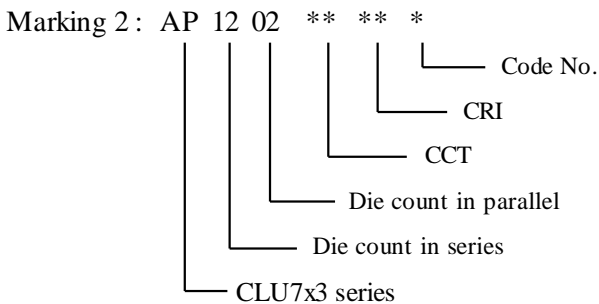 Marking 2 : AP 12 02 ** ** *
Code No.
CRI
CCT
Die count in parallel
Die count in series
CLU7x3 series